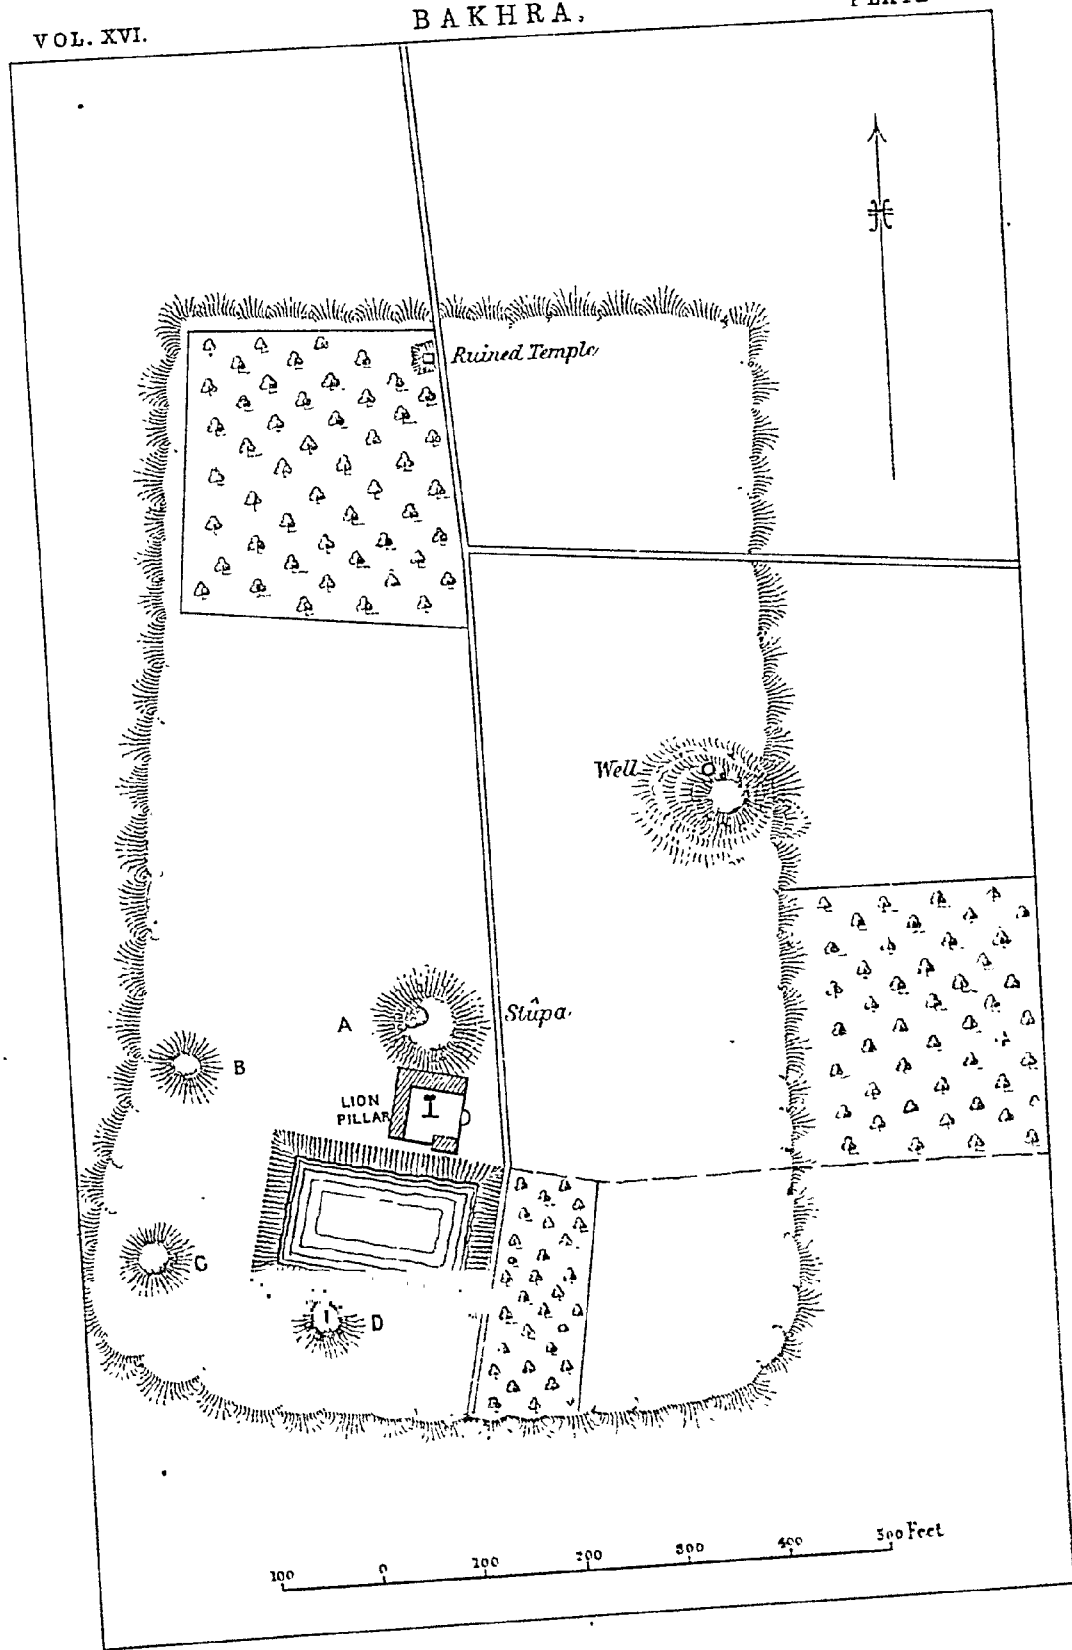 VOL. XVI.
BAKHRA,
Ruined Temple
Well
A
Stûpa.
B
LION
PILLAR
C
D
100 0 100 200 300 400 500 Feet